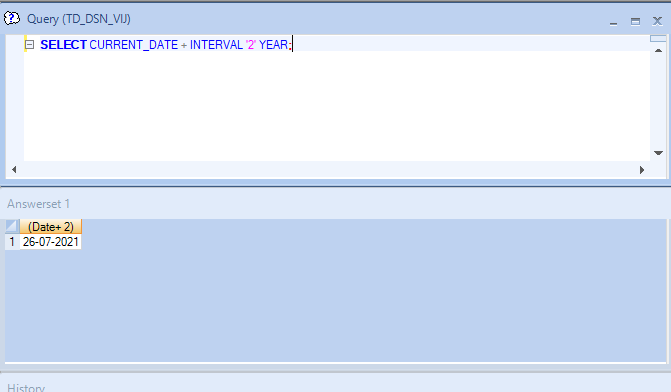 Query (TD_DSN_VIJ)
SELECT CURRENT_DATE + INTERVAL '2' YEAR;
Answerset 1
(Date+ 2)
1 26-07-2021
History